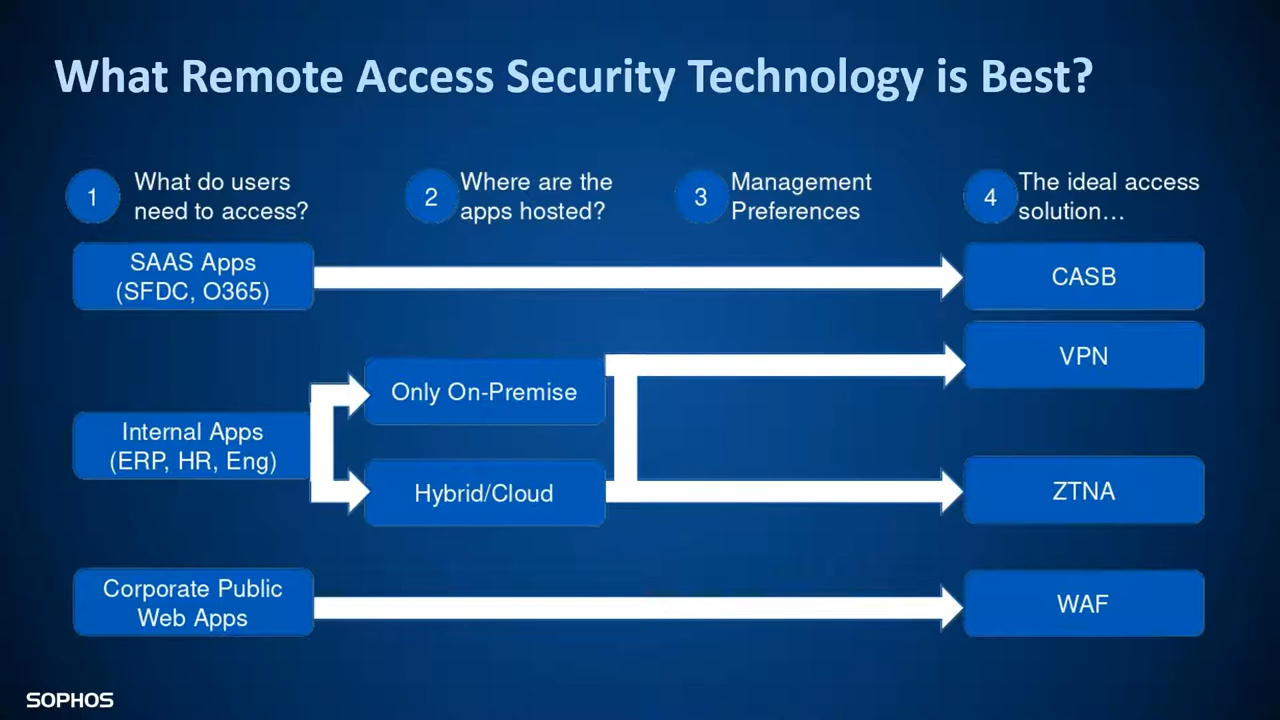 What Remote Access Security Technology is Best?
1
What do users
need to access?
2
Where are the
apps hosted?
3
Management
Preferences
4
The ideal access
solution…
SAAS Apps
(SFDC, O365)
CASB
VPN
Only On-Premise
Internal Apps
(ERP, HR, Eng)
Hybrid/Cloud
ZTNA
Corporate Public
Web Apps
WAF
SOPHOS